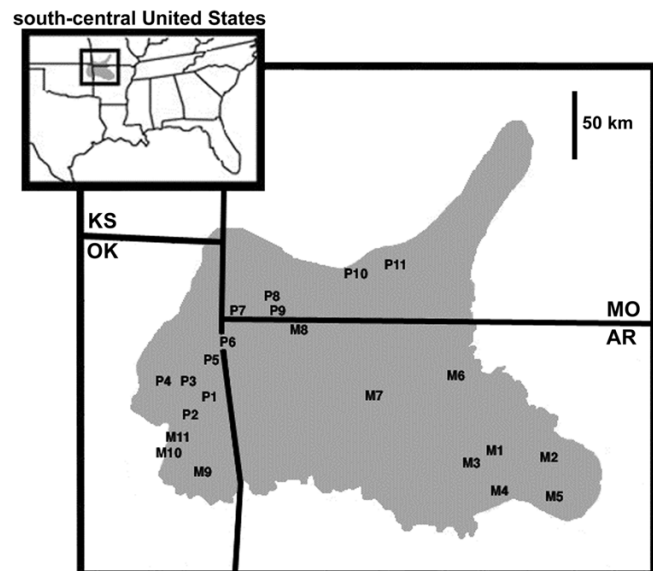 south-central United States
50 km
KS
OK
P10 P11
P8
P7 P9
MO
M8
AR
P6
P5
P4 P3
M6
P1
M7
P2
M11
M10
M1
M2
M3
M9
M4
M5